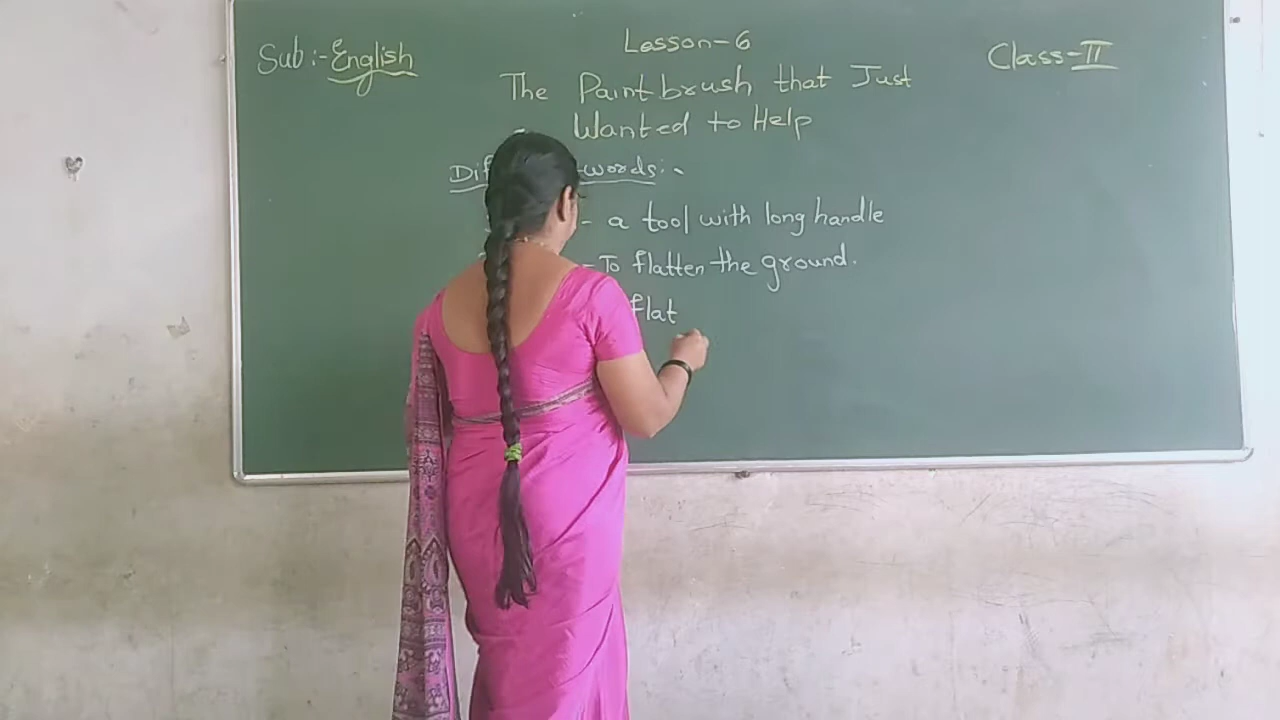 Sub:- English
Lesson-6
Class-II
The Paintbrush that Just
Wanted to Help
words:-
- a tool with long handle
- To flatten the ground.
flat